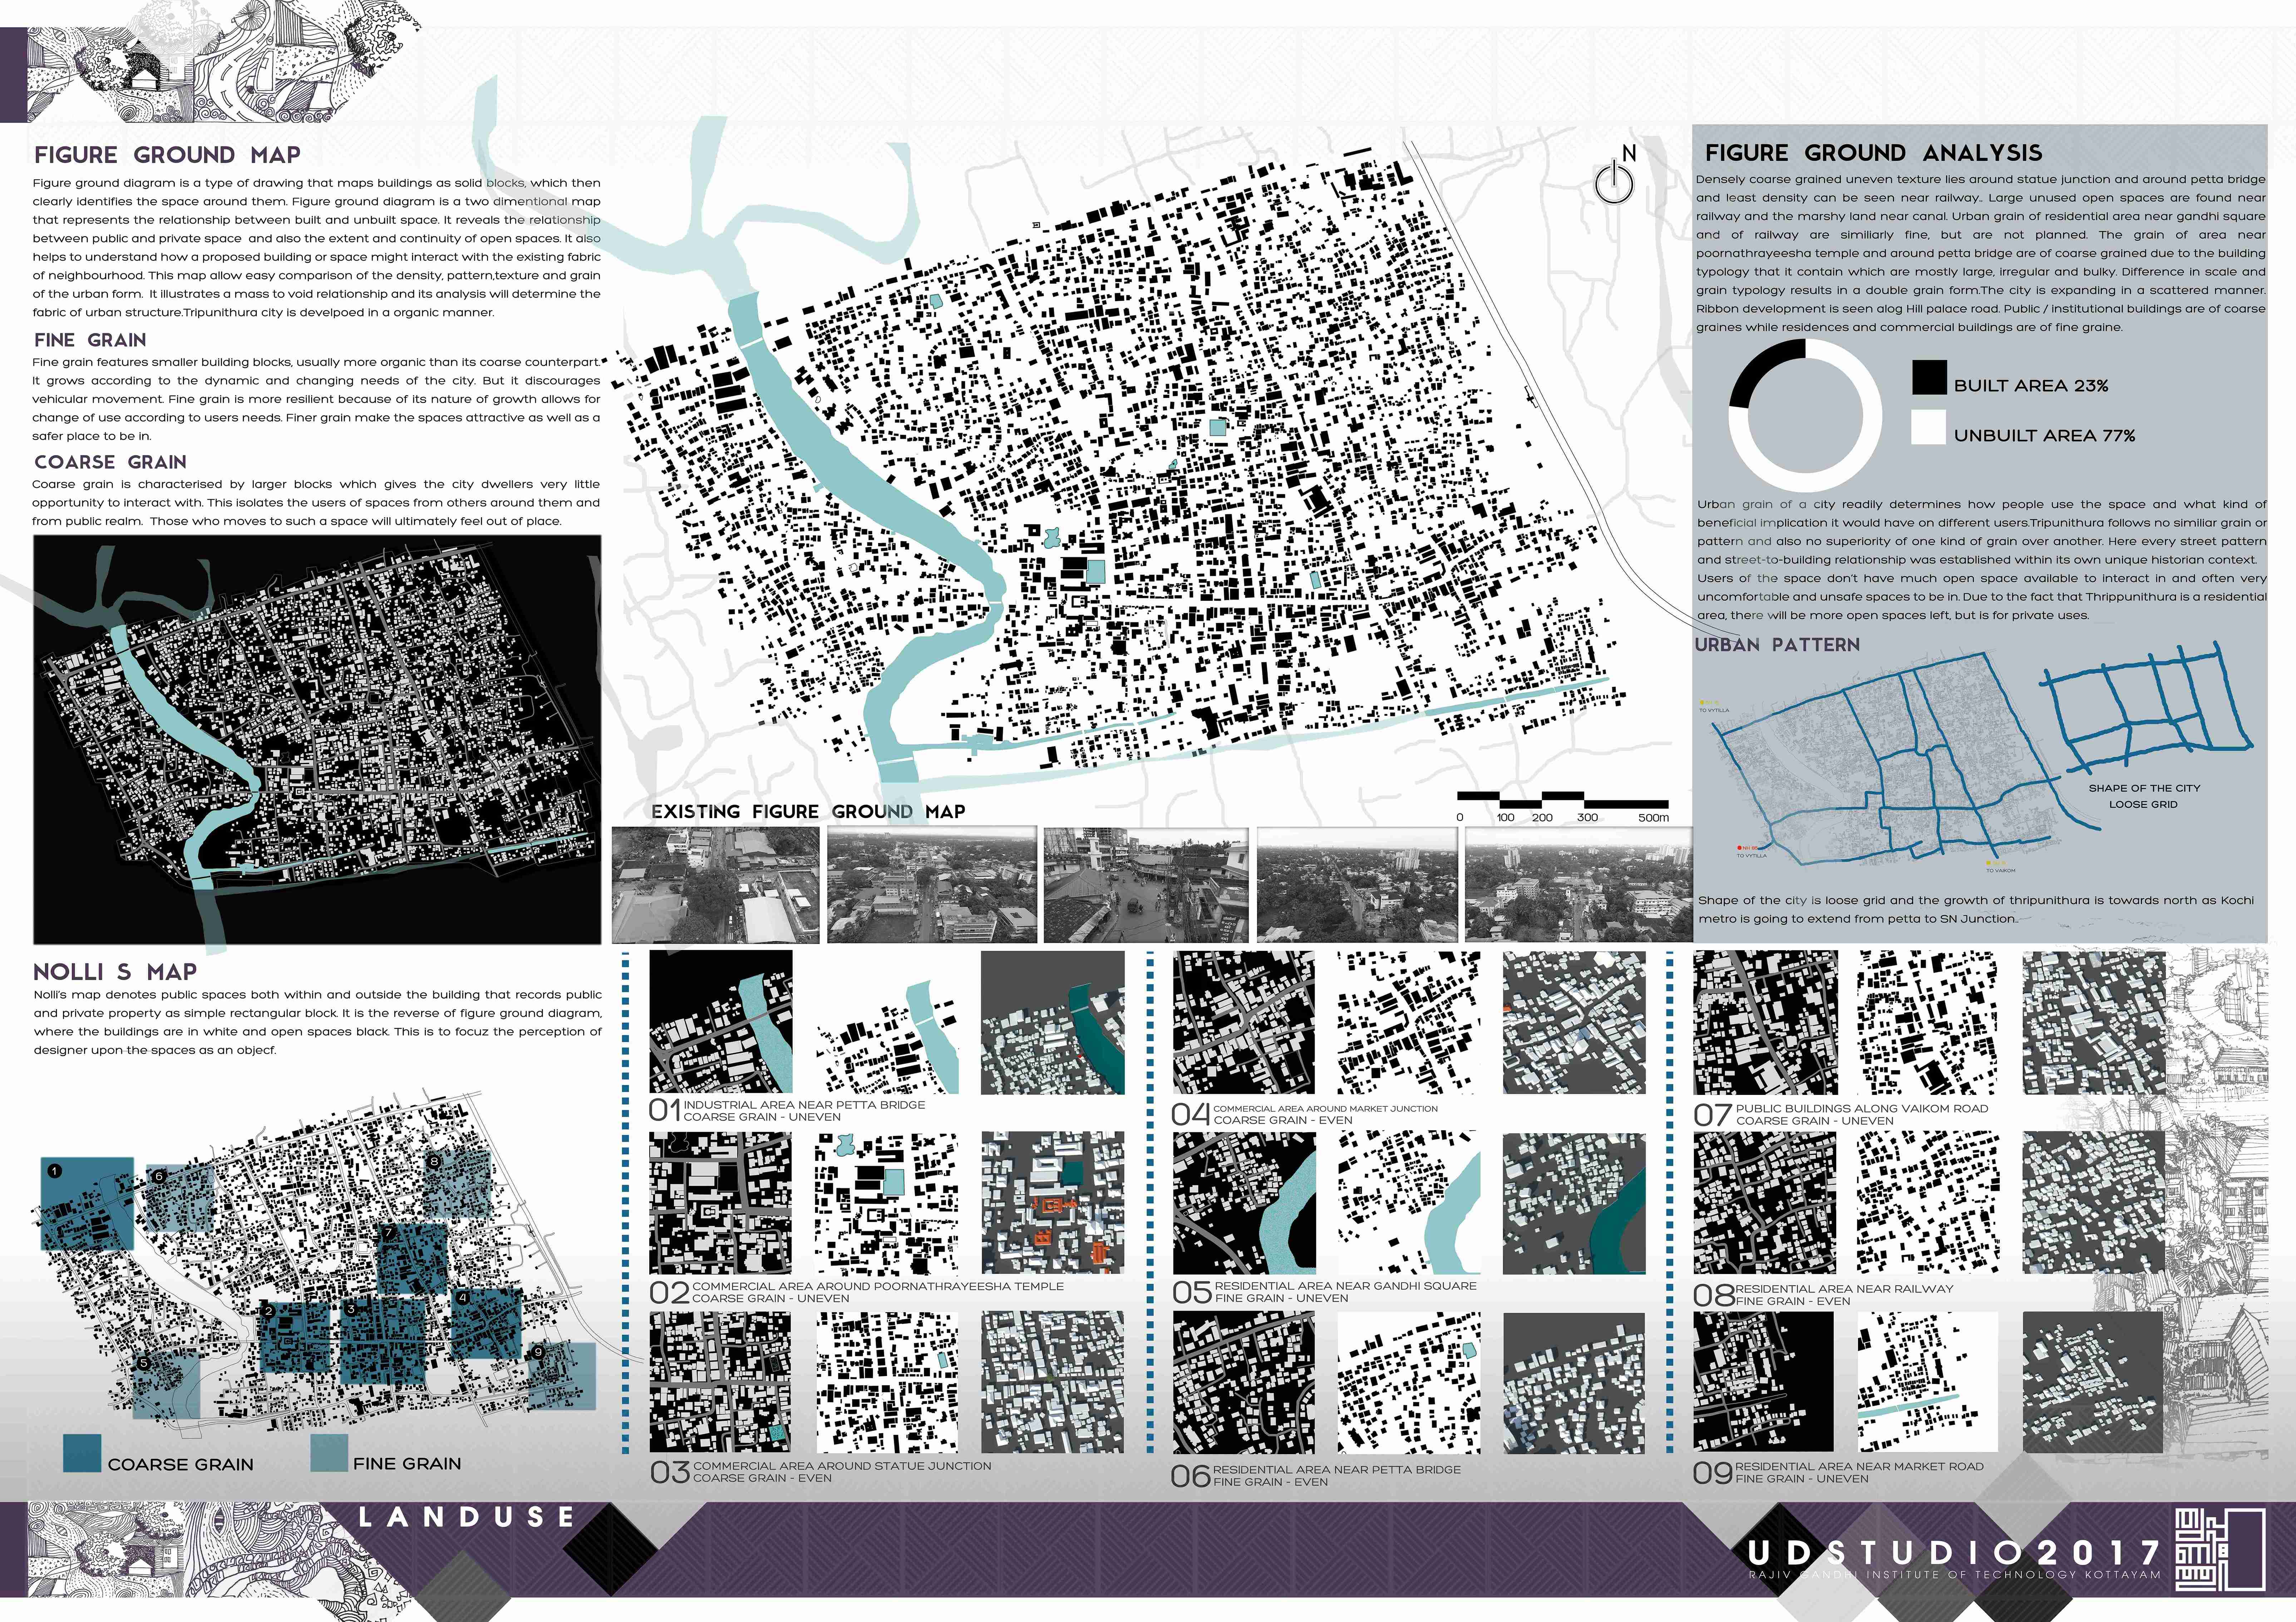 FIGURE GROUND MAP
Figure ground diagram is a type of drawing that maps buildings as solid blocks, which then
clearly identifies the space around them. Figure ground diagram is a two dimentional map
that represents the relationship between built and unbuilt space. It reveals the relationship
between public and private space and also the extent and continuity of open spaces. It also
helps to understand how a proposed building or space might interact with the existing fabric
of neighbourhood. This map allow easy comparison of the density, pattern,texture and grain
of the urban form. It illustrates a mass to void relationship and its analysis will determine the
fabric of urban structure.Tripunithura city is develpoed in a organic manner.
FINE GRAIN
Fine grain features smaller building blocks, usually more organic than its coarse counterpart.
It grows according to the dynamic and changing needs of the city. But it discourages
vehicular movement. Fine grain is more resilient because of its nature of growth allows for
change of use according to users needs. Finer grain make the spaces attractive as well as a
safer place to be in.
COARSE GRAIN
Coarse grain is characterised by larger blocks which gives the city dwellers very little
opportunity to interact with. This isolates the users of spaces from others around them and
from public realm. Those who moves to such a space will ultimately feel out of place.
NOLLI S MAP
Nolli's map denotes public spaces both within and outside the building that records public
and private property as simple rectangular block. It is the reverse of figure ground diagram,
where the buildings are in white and open spaces black. This is to focuz the perception of
designer upon the spaces as an objecf.
1
6
8
7
2
3
4
5
9
COARSE GRAIN
FINE GRAIN
N
EXISTING FIGURE GROUND MAP
0 100 200 300 500m
FIGURE GROUND ANALYSIS
Densely coarse grained uneven texture lies around statue junction and around petta bridge
and least density can be seen near railway.. Large unused open spaces are found near
railway and the marshy land near canal. Urban grain of residential area near gandhi square
and of railway are similiarly fine, but are not planned. The grain of area near
poornathrayeesha temple and around petta bridge are of coarse grained due to the building
typology that it contain which are mostly large, irregular and bulky. Difference in scale and
grain typology results in a double grain form.The city is expanding in a scattered manner.
Ribbon development is seen alog Hill palace road. Public / institutional buildings are of coarse
graines while residences and commercial buildings are of fine graine.
BUILT AREA 23%
UNBUILT AREA 77%
Urban grain of a city readily determines how people use the space and what kind of
beneficial implication it would have on different users.Tripunithura follows no similiar grain or
pattern and also no superiority of one kind of grain over another. Here every street pattern
and street-to-building relationship was established within its own unique historian context.
Users of the space don't have much open space available to interact in and often very
uncomfortable and unsafe spaces to be in. Due to the fact that Thrippunithura is a residential
area, there will be more open spaces left, but is for private uses.
URBAN PATTERN
TO VYTILLA
TO VYTILLA
TO VAIKOM
SHAPE OF THE CITY
LOOSE GRID
Shape of the city is loose grid and the growth of thripunithura is towards north as Kochi
metro is going to extend from petta to SN Junction.
01 INDUSTRIAL AREA NEAR PETTA BRIDGE
COARSE GRAIN - UNEVEN
02 COMMERCIAL AREA AROUND POORNATHRAYEESHA TEMPLE
COARSE GRAIN - UNEVEN
03 COMMERCIAL AREA AROUND STATUE JUNCTION
COARSE GRAIN - EVEN
04 COMMERCIAL AREA AROUND MARKET JUNCTION
COARSE GRAIN - EVEN
05 RESIDENTIAL AREA NEAR GANDHI SQUARE
FINE GRAIN - UNEVEN
06 RESIDENTIAL AREA NEAR PETTA BRIDGE
FINE GRAIN - EVEN
07 PUBLIC BUILDINGS ALONG VAIKOM ROAD
COARSE GRAIN - UNEVEN
08 RESIDENTIAL AREA NEAR RAILWAY
FINE GRAIN - EVEN
09 RESIDENTIAL AREA NEAR MARKET ROAD
FINE GRAIN - UNEVEN
LANDUSE
UDSTUDIO2017
RAJIV GANDHI INSTITUTE OF TECHNOLOGY KOTTAYAM